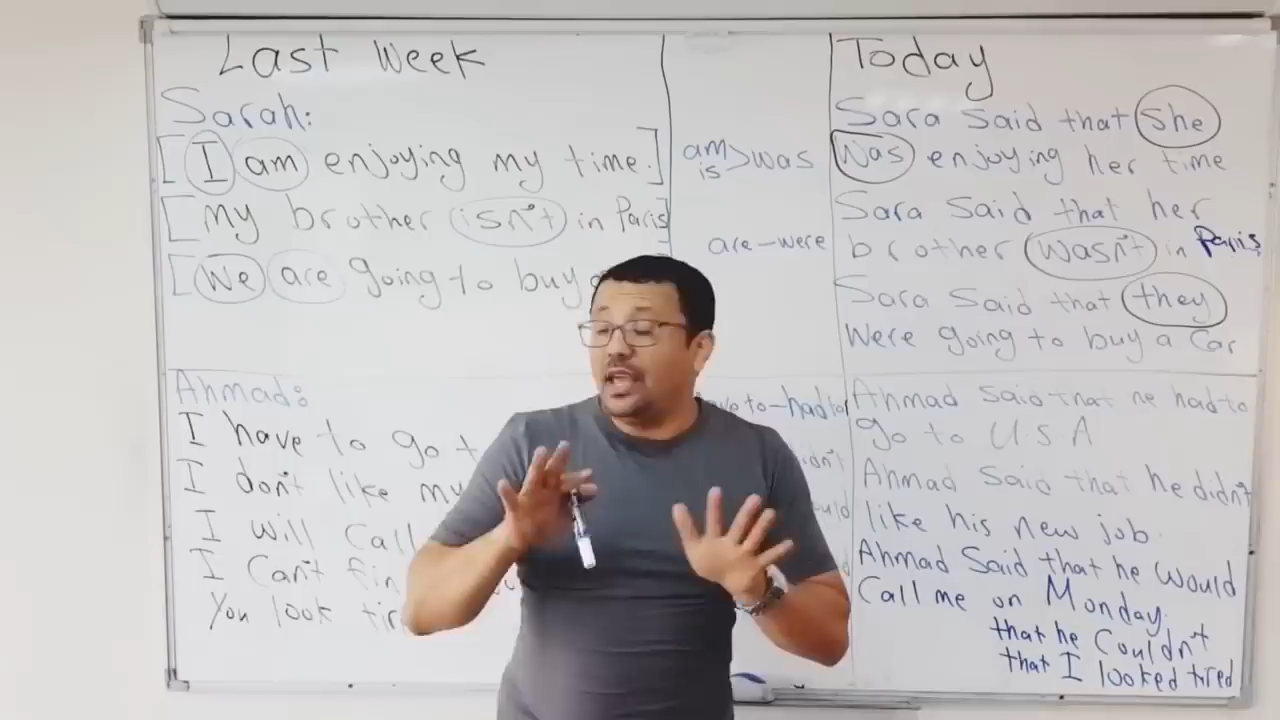 Last Week
Sarah:
[I am enjoying my time.]
[My brother isn't in Paris]
[We are going to buy
Ahmad:
I have to go t
I don't like my
I will Call
I Can't fin
You look tir
am
is > was
are - were
ve to - had to
didn't
Today
Sara Said that She
Was enjoying her time
Sara Said that her
brother wasn't in Paris
Sara Said that they
Were going to buy a Car
Ahmad Said that he had to
go to U.S.A
Ahmad Said that he didn't
like his new job.
Ahmad Said that he would
Call me on Monday.
that he Couldn't
that I looked tired